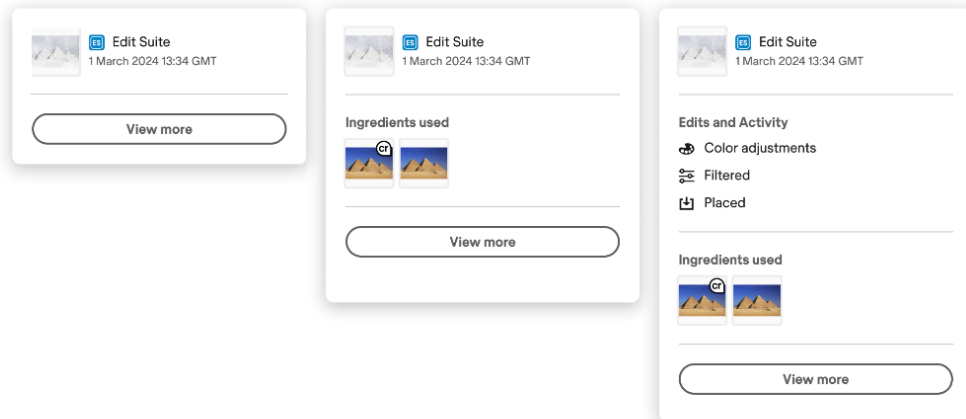 ES Edit Suite
1 March 2024 13:34 GMT
View more
ES Edit Suite
1 March 2024 13:34 GMT
Ingredients used
cr
View more
ES Edit Suite
1 March 2024 13:34 GMT
Edits and Activity
Color adjustments
Filtered
Placed
Ingredients used
cr
View more